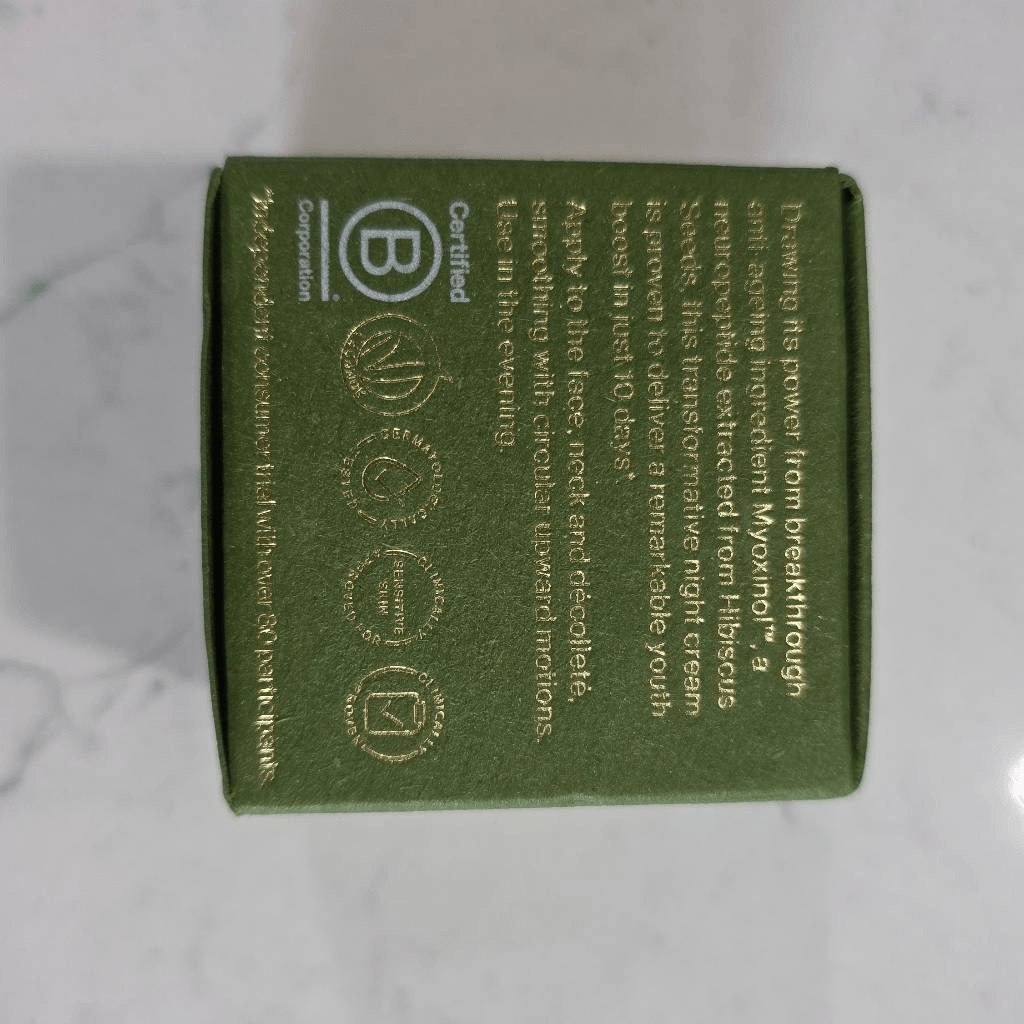 Drawing its power from breakthrough
anti-ageing ingredient Myoxinol™, a
neuropeptide extracted from Hibiscus
Seeds, this transformative night cream
is proven to deliver a remarkable youth
boost in just 10 days*
Apply to the face, neck and décolleté,
smoothing with circular upward motions.
Use in the evening.
Certified
B
Corporation
DERMATOLOGICALLY
TESTED
CLINICALLY
SENSITIVE
SKIN
CLINICALLY
*Independent consumer trial with over 80 participants.